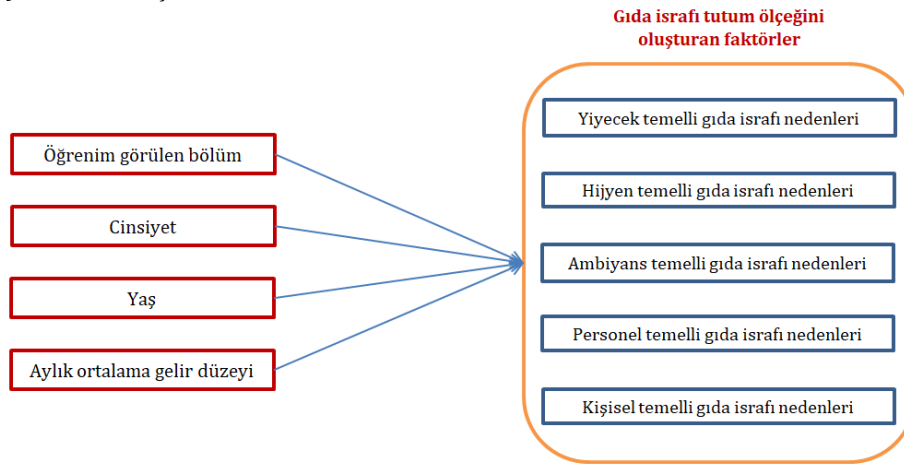 Gıda israfı tutum ölçeğini
oluşturan faktörler
Öğrenim görülen bölüm
Cinsiyet
Yaş
Aylık ortalama gelir düzeyi
Yiyecek temelli gıda israfı nedenleri
Hijyen temelli gıda israfı nedenleri
Ambiyans temelli gıda israfı nedenleri
Personel temelli gıda israfı nedenleri
Kişisel temelli gıda israfı nedenleri